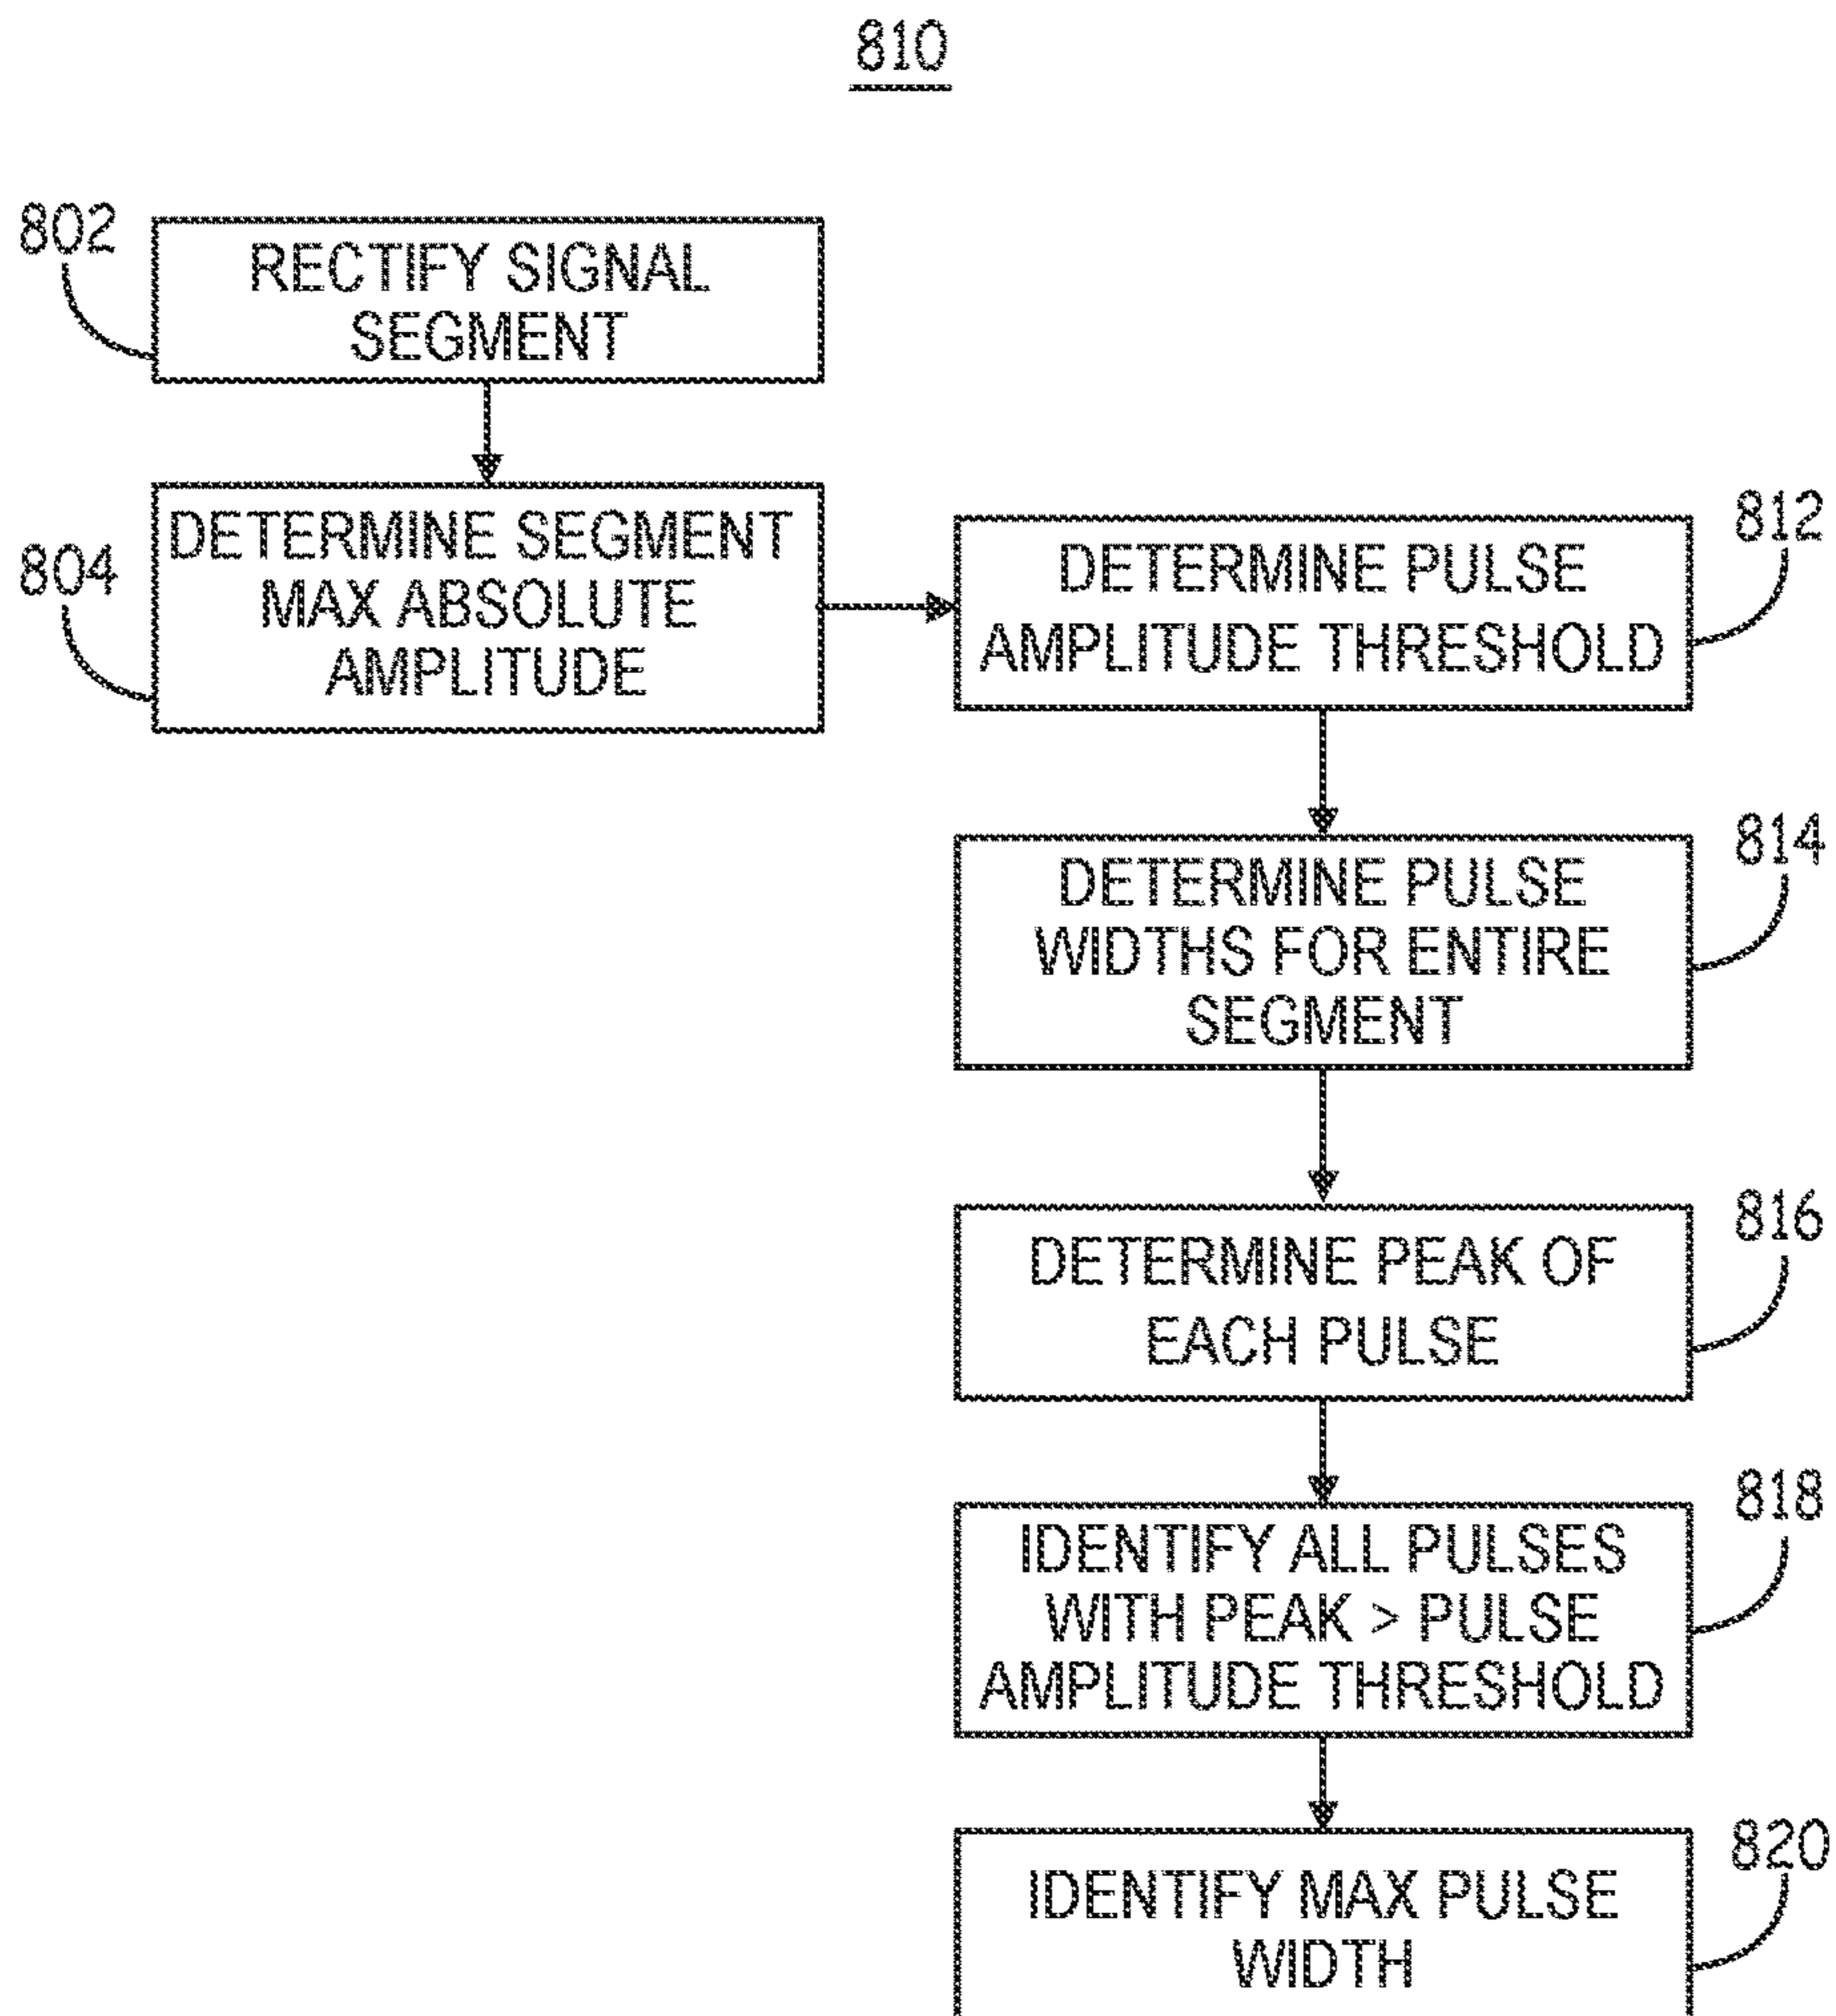 810
802
RECTIFY SIGNAL
SEGMENT
804
DETERMINE SEGMENT
MAX ABSOLUTE
AMPLITUDE
812
DETERMINE PULSE
AMPLITUDE THRESHOLD
814
DETERMINE PULSE
WIDTHS FOR ENTIRE
SEGMENT
816
DETERMINE PEAK OF
EACH PULSE
818
IDENTIFY ALL PULSES
WITH PEAK > PULSE
AMPLITUDE THRESHOLD
820
IDENTIFY MAX PULSE
WIDTH